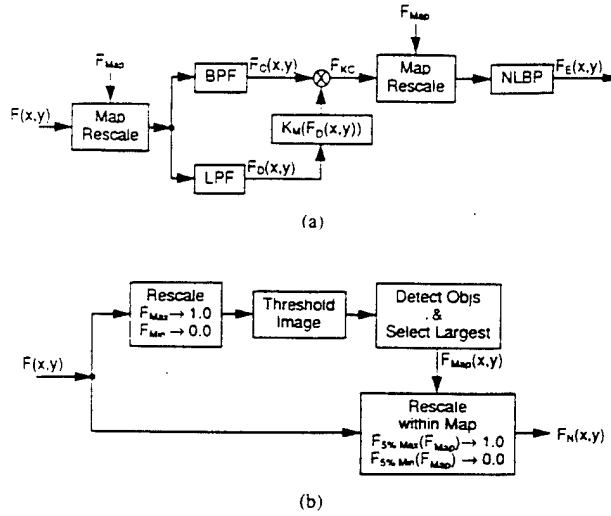 F_Map
F_Map
BPF
F_C(x,y)
F_KC
Map
Rescale
NLBP
F_E(x,y)
F(x,y)
Map
Rescale
K_M(F_D(x,y))
LPF
F_D(x,y)
(a)
Rescale
F_Max → 1.0
F_Min → 0.0
Threshold
Image
Detect Objs
&
Select Largest
F(x,y)
F_Map(x,y)
Rescale
within Map
F_5% Max(F_Map) → 1.0
F_5% Min(F_Map) → 0.0
F_N(x,y)
(b)